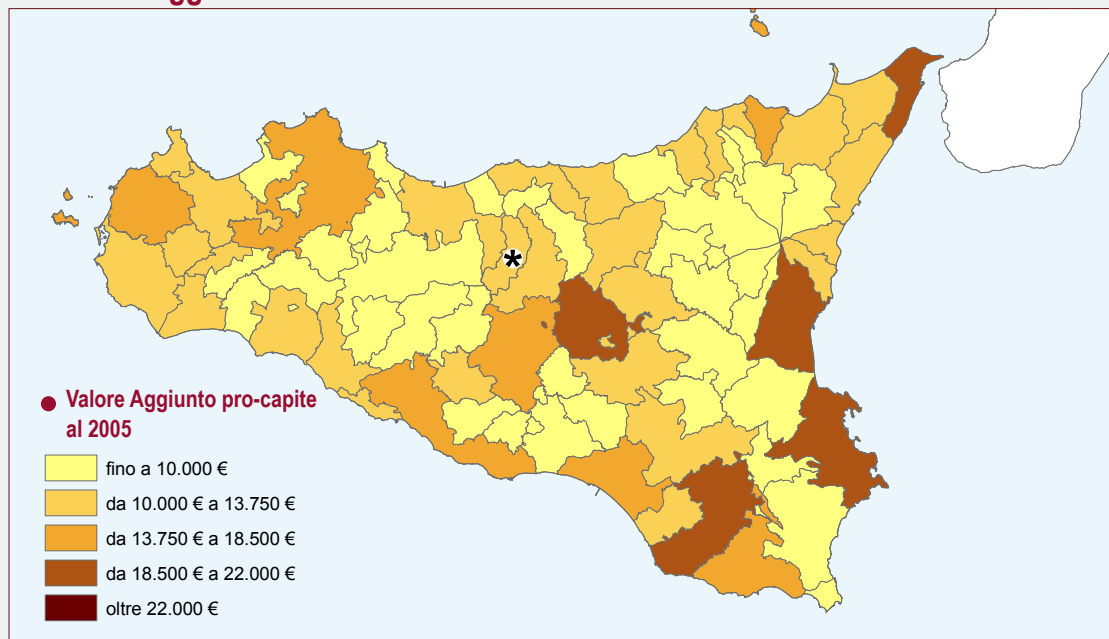 Valore Aggiunto pro-capite
al 2005
fino a 10.000 €
da 10.000 € a 13.750 €
da 13.750 € a 18.500 €
da 18.500 € a 22.000 €
oltre 22.000 €
*